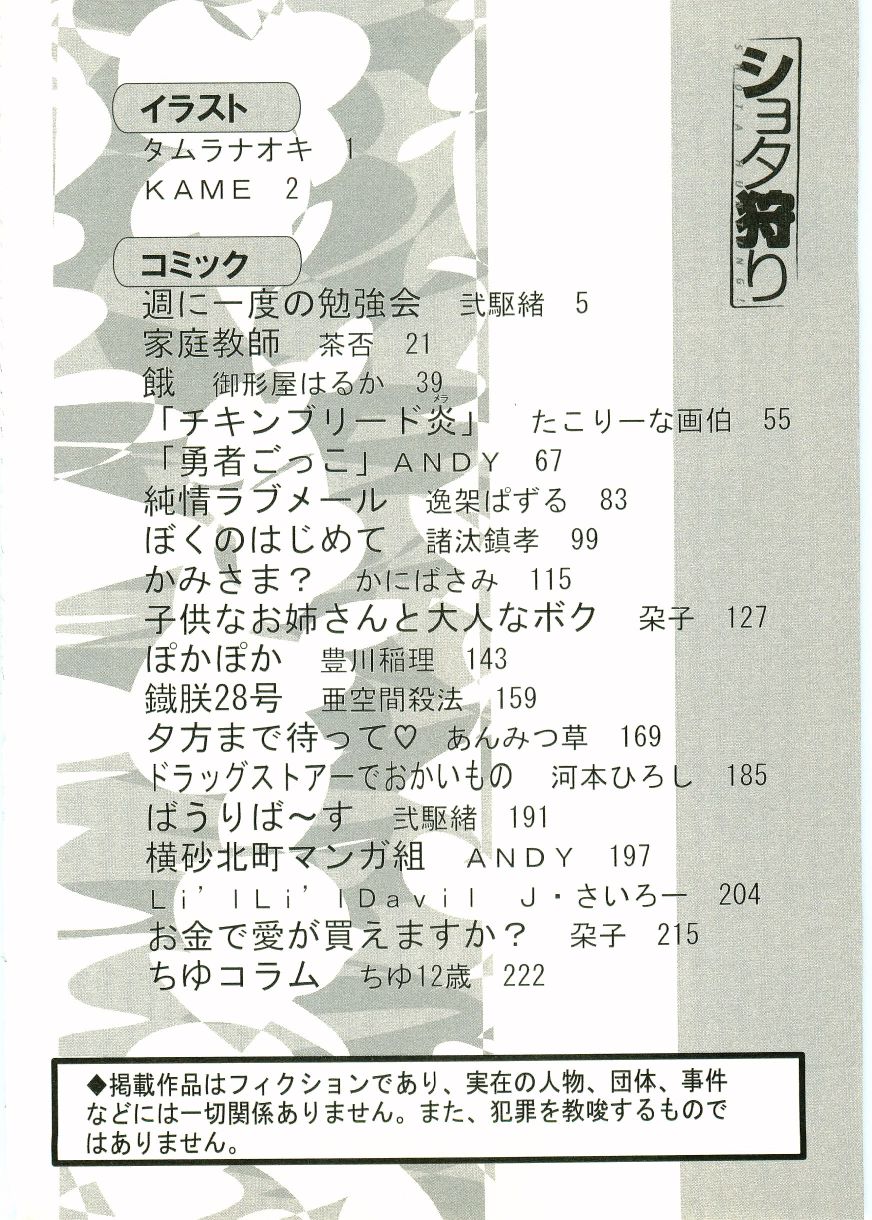 ショタ狩り
SHOTA HUNTING!
イラスト
タムラナオキ 1
KAME 2
コミック
週に一度の勉強会 弐駆緒 5
家庭教師 茶否 21
餓 御形屋はるか 39
メラ
「チキンブリード炎」 たこりーな画伯 55
「勇者ごっこ」 ANDY 67
純情ラブメール 逸架ぱずる 83
ぼくのはじめて 諸汰鎮孝 99
かみさま? かにばさみ 115
子供なお姉さんと大人なボク 朶子 127
ぽかぽか 豊川稲理 143
鐵朕28号 亜空間殺法 159
夕方まで待って♡ あんみつ草 169
ドラッグストアーでおかいもの 河本ひろし 185
ばうりば〜す 弐駆緒 191
横砂北町マンガ組 ANDY 197
Li'lLi'lDavil J・さいろー 204
お金で愛が買えますか? 朶子 215
ちゆコラム ちゆ12歳 222
◆掲載作品はフィクションであり、実在の人物、団体、事件
などには一切関係ありません。また、犯罪を教唆するもので
はありません。